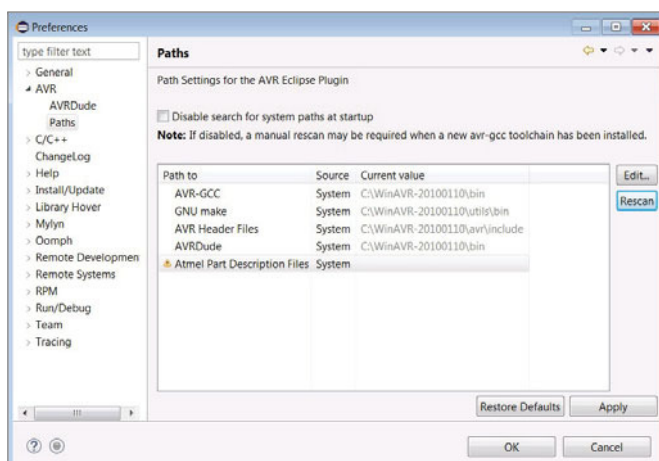 Preferences
type filter text
General
AVR
AVRDude
Paths
C/C++
ChangeLog
Help
Install/Update
Library Hover
Mylyn
Oomph
Remote Developmen
Remote Systems
RPM
Run/Debug
Team
Tracing
Paths
Path Settings for the AVR Eclipse Plugin
Disable search for system paths at startup
Note: If disabled, a manual rescan may be required when a new avr-gcc toolchain has been installed.
Path to Source Current value
AVR-GCC System C:\WinAVR-20100110\bin
GNU make System C:\WinAVR-20100110\utils\bin
AVR Header Files System C:\WinAVR-20100110\avr\include
AVRDude System C:\WinAVR-20100110\bin
Atmel Part Description Files System
Edit...
Rescan
Restore Defaults Apply
OK Cancel